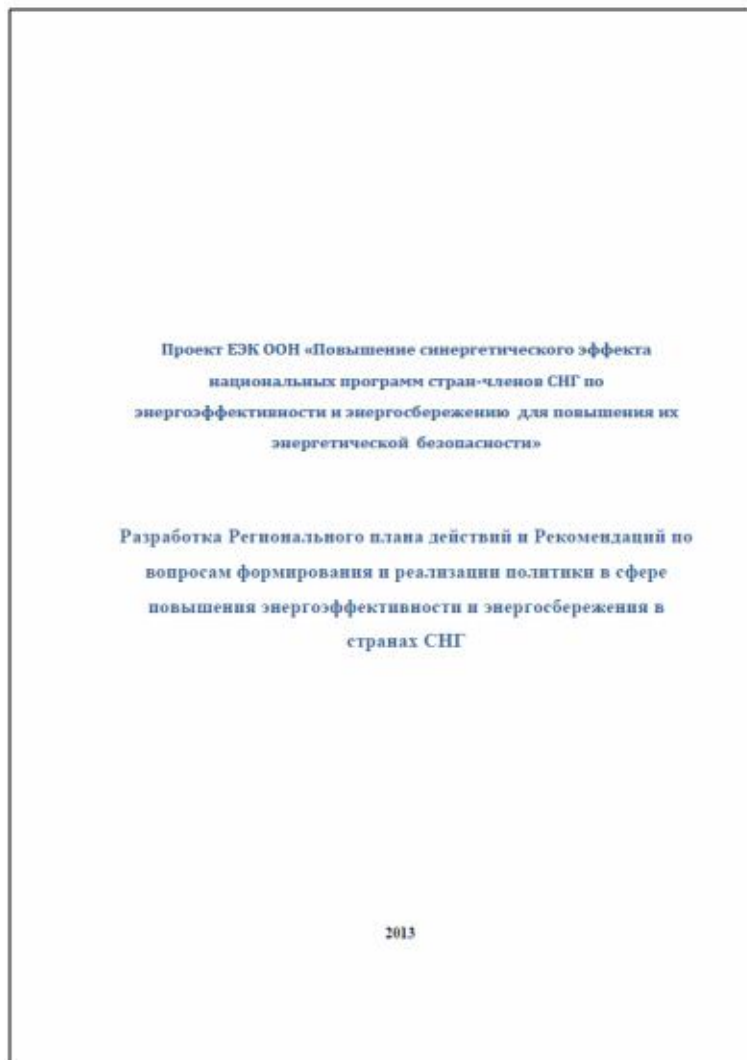 Проект ЕЭК ООН «Повышение синергетического эффекта
национальных программ стран-членов СНГ по
энергоэффективности и энергосбережению для повышения их
энергетической безопасности»
Разработка Регионального плана действий и Рекомендаций по
вопросам формирования и реализации политики в сфере
повышения энергоэффективности и энергосбережения в
странах СНГ
2013